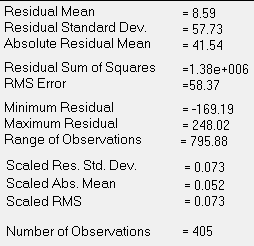 Residual Mean = 8.59
Residual Standard Dev. = 57.73
Absolute Residual Mean = 41.54
Residual Sum of Squares =1.38e+006
RMS Error =58.37
Minimum Residual = -169.19
Maximum Residual = 248.02
Range of Observations = 795.88
Scaled Res. Std. Dev. = 0.073
Scaled Abs. Mean = 0.052
Scaled RMS = 0.073
Number of Observations = 405